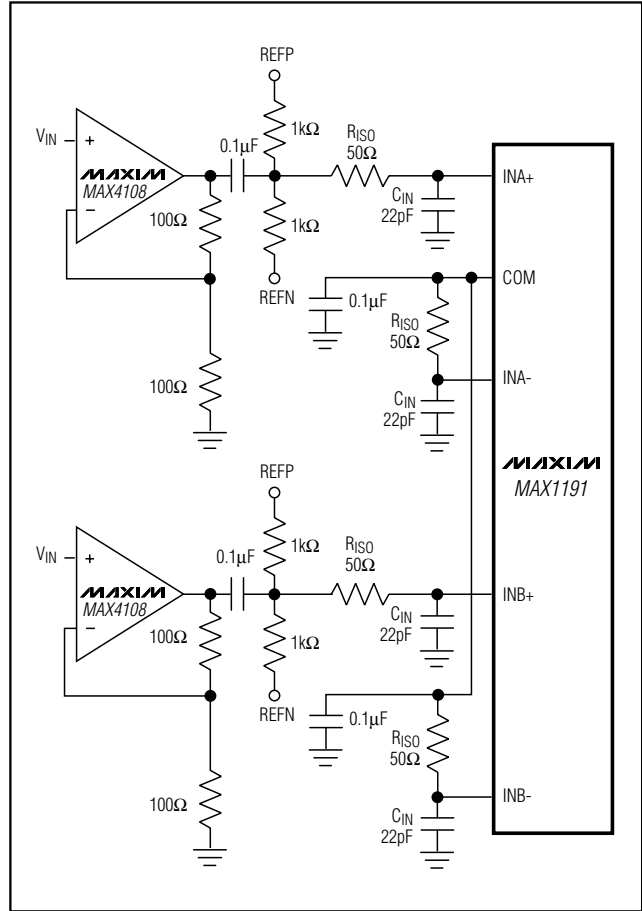 REFP
1kΩ
V_IN
+
MAXIM
MAX4108
−
0.1μF
R_ISO
50Ω
INA+
C_IN
22pF
100Ω
1kΩ
REFN
0.1μF
COM
R_ISO
50Ω
INA-
C_IN
22pF
100Ω
MAXIM
MAX1191
REFP
1kΩ
V_IN
+
MAXIM
MAX4108
−
0.1μF
R_ISO
50Ω
INB+
C_IN
22pF
100Ω
1kΩ
REFN
0.1μF
R_ISO
50Ω
INB-
C_IN
22pF
100Ω